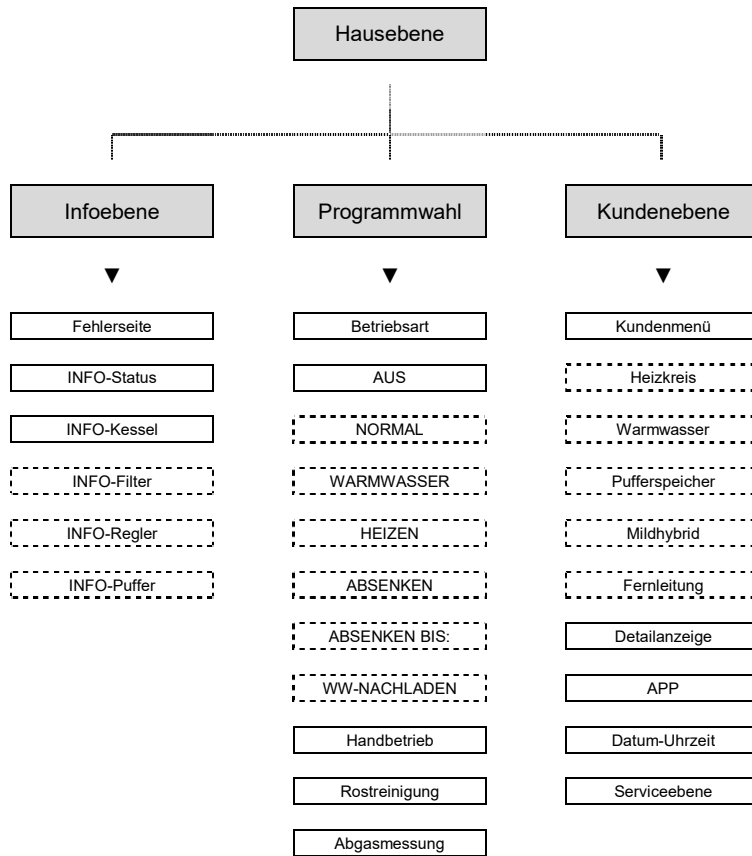 Hausebene
Infoebene
Programmwahl
Kundenebene
Fehlerseite
Betriebsart
Kundenmenü
INFO-Status
AUS
Heizkreis
INFO-Kessel
NORMAL
Warmwasser
INFO-Filter
WARMWASSER
Pufferspeicher
INFO-Regler
HEIZEN
Mildhybrid
INFO-Puffer
ABSENKEN
Fernleitung
ABSENKEN BIS:
Detailanzeige
WW-NACHLADEN
APP
Handbetrieb
Datum-Uhrzeit
Rostreinigung
Serviceebene
Abgasmessung